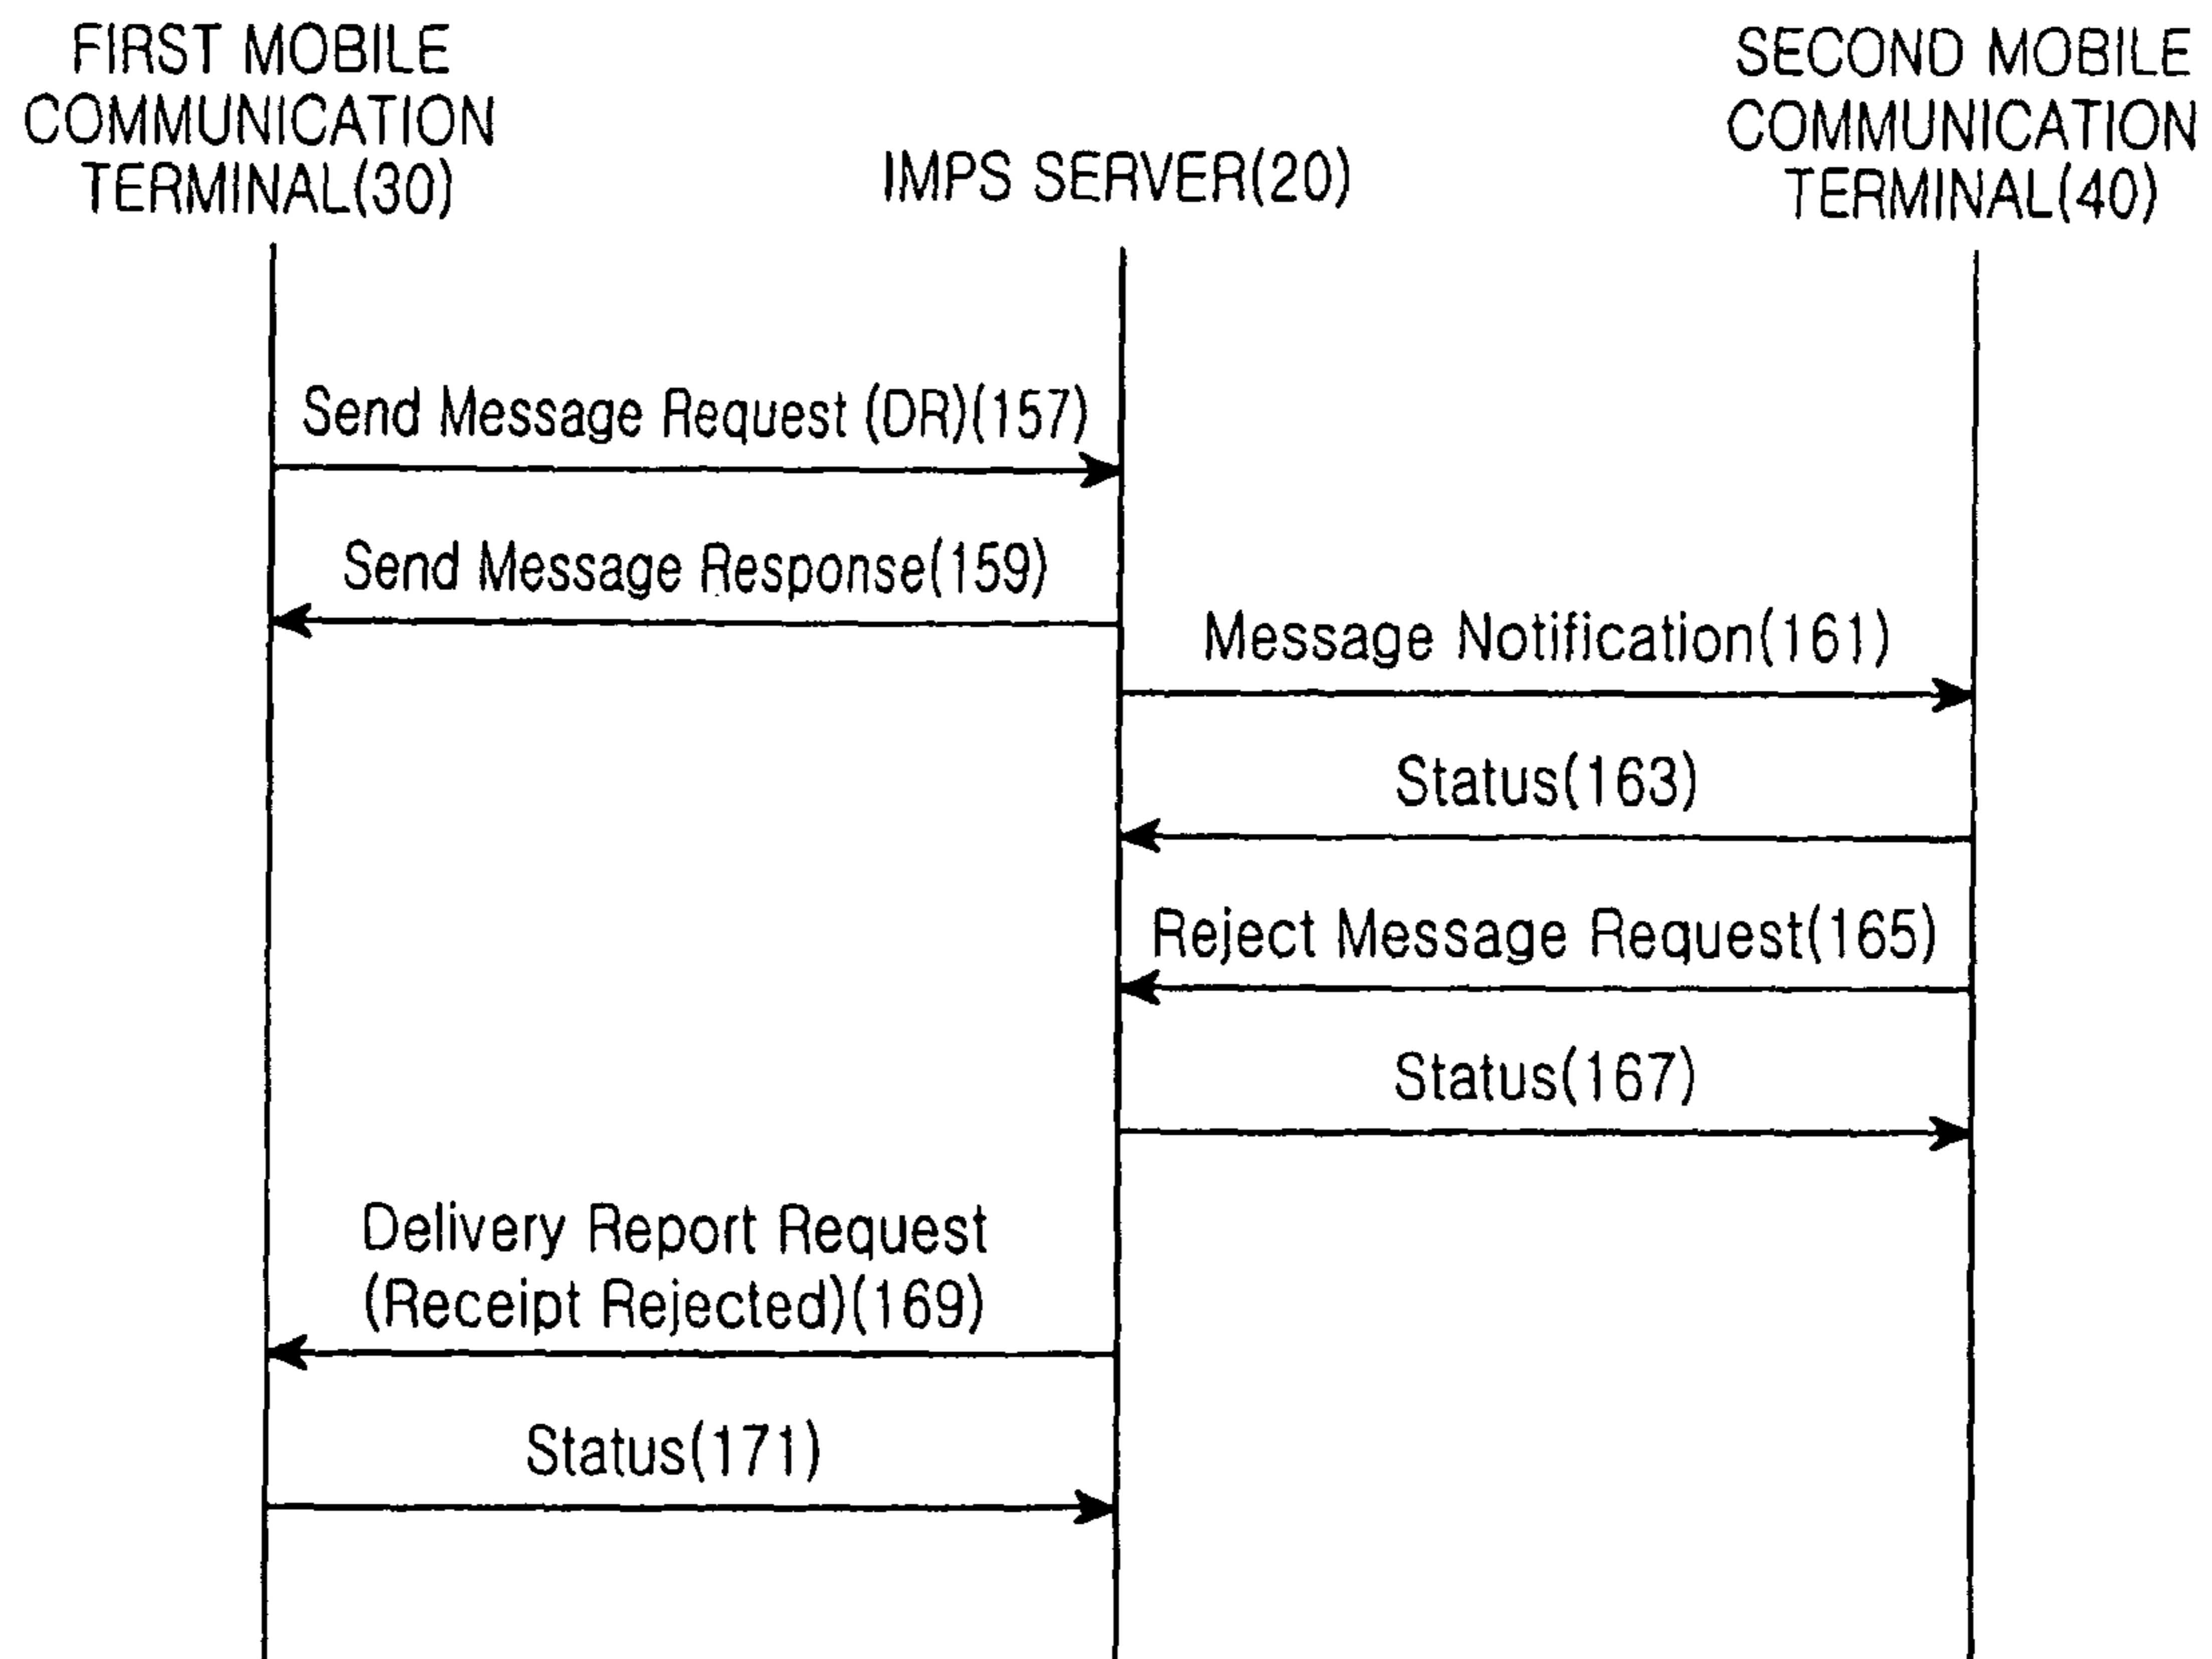 FIRST MOBILE
COMMUNICATION
TERMINAL(30)
IMPS SERVER(20)
SECOND MOBILE
COMMUNICATION
TERMINAL(40)
Send Message Request (DR)(157)
Send Message Response(159)
Message Notification(161)
Status(163)
Reject Message Request(165)
Status(167)
Delivery Report Request
(Receipt Rejected)(169)
Status(171)